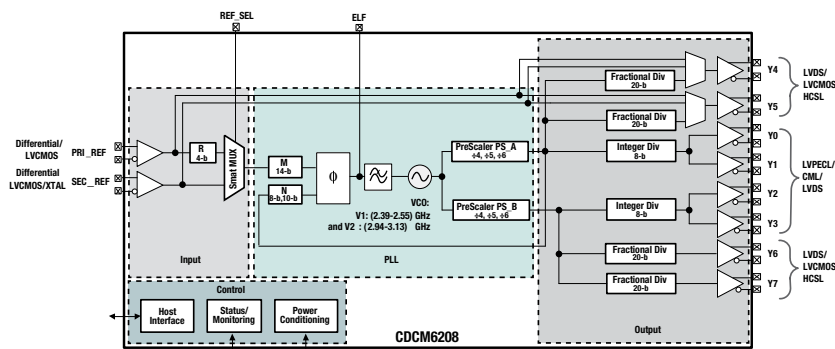 REF_SEL
ELF
Y4
LVDS/
LVCMOS
HCSL
Fractional Div
20-b
Y5
Fractional Div
20-b
Differential/
LVCMOS
PRI_REF
R
4-b
Smat MUX
M
14-b
ϕ
PreScaler PS_A
÷4, ÷5, ÷6
Integer Div
8-b
Y0
Y1
LVPECL/
CML/
LVDS
Differential
LVCMOS/XTAL
SEC_REF
N
8-b,10-b
VCO:
V1: (2.39-2.55) GHz
and V2 : (2.94-3.13) GHz
PreScaler PS_B
÷4, ÷5, ÷6
Integer Div
8-b
Y2
Y3
Input
PLL
Fractional Div
20-b
Y6
Fractional Div
20-b
Y7
LVDS/
LVCMOS/
HCSL
Control
Host
Interface
Status/
Monitoring
Power
Conditioning
CDCM6208
Output